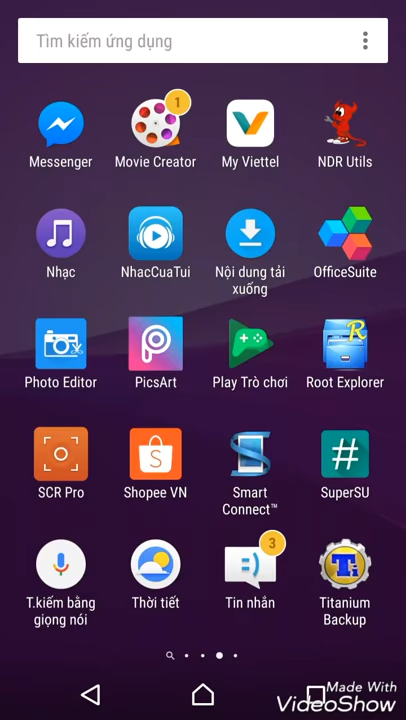 Tìm kiếm ứng dụng
1
Messenger
Movie Creator
My Viettel
NDR Utils
Nhạc
NhacCuaTui
Nội dung tải
xuống
OfficeSuite
R
Photo Editor
PicsArt
Play Trò chơi
Root Explorer
S
#
SCR Pro
Shopee VN
Smart
Connect™
SuperSU
3
Ti
T.kiếm bằng
giọng nói
Thời tiết
Tin nhắn
Titanium
Backup
Made With
VideoShow